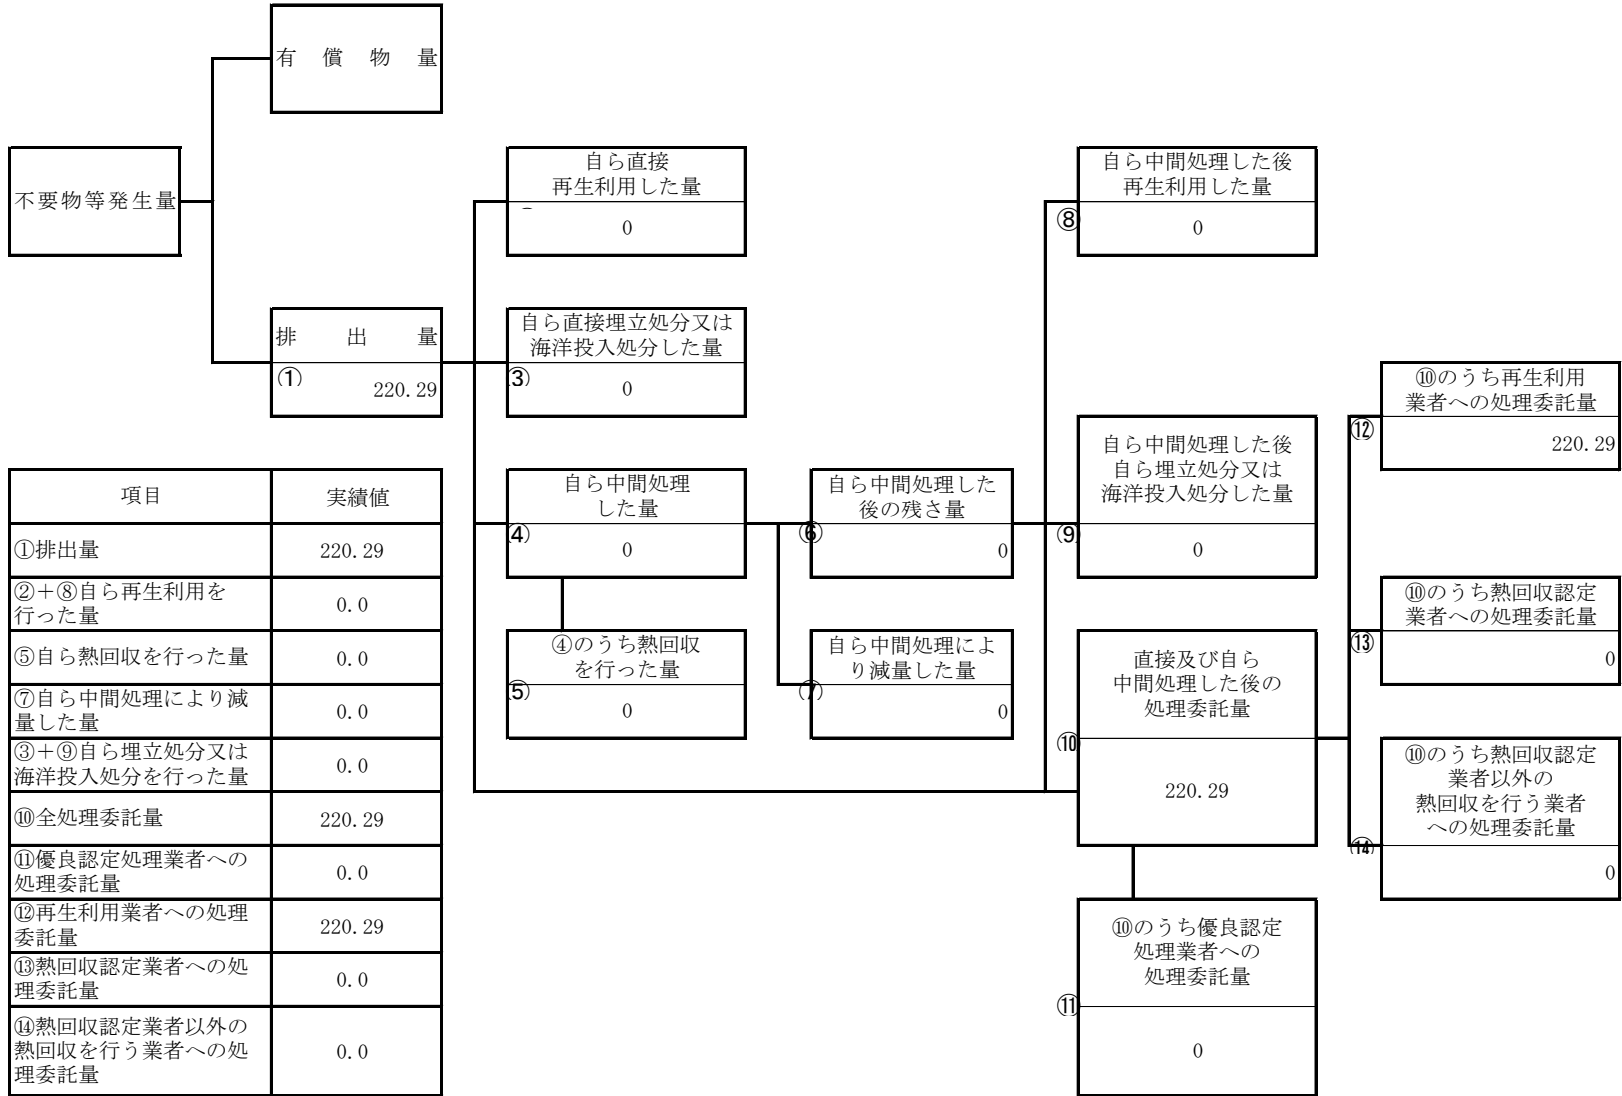 有償物量
不要物等発生量
排出量
①
220.29
自ら直接
再生利用した量
0
自ら直接埋立処分又は
海洋投入処分した量
③
0
自ら中間処理
した量
④
0
④のうち熱回収
を行った量
⑤
0
自ら中間処理した
後の残さ量
⑥
0
自ら中間処理によ
り減量した量
⑦
0
自ら中間処理した後
再生利用した量
⑧
0
自ら中間処理した後
自ら埋立処分又は
海洋投入処分した量
⑨
0
直接及び自ら
中間処理した後の
処理委託量
⑩
220.29
⑩のうち優良認定
処理業者への
処理委託量
⑪
0
⑩のうち再生利用
業者への処理委託量
⑫
220.29
⑩のうち熱回収認定
業者への処理委託量
⑬
0
⑩のうち熱回収認定
業者以外の
熱回収を行う業者
への処理委託量
⑭
0
項目 実績値
①排出量 220.29
②+⑧自ら再生利用を
行った量 0.0
⑤自ら熱回収を行った量 0.0
⑦自ら中間処理により減
量した量 0.0
③+⑨自ら埋立処分又は
海洋投入処分を行った量 0.0
⑩全処理委託量 220.29
⑪優良認定処理業者への
処理委託量 0.0
⑫再生利用業者への処理
委託量 220.29
⑬熱回収認定業者への処
理委託量 0.0
⑭熱回収認定業者以外の
熱回収を行う業者への処
理委託量 0.0